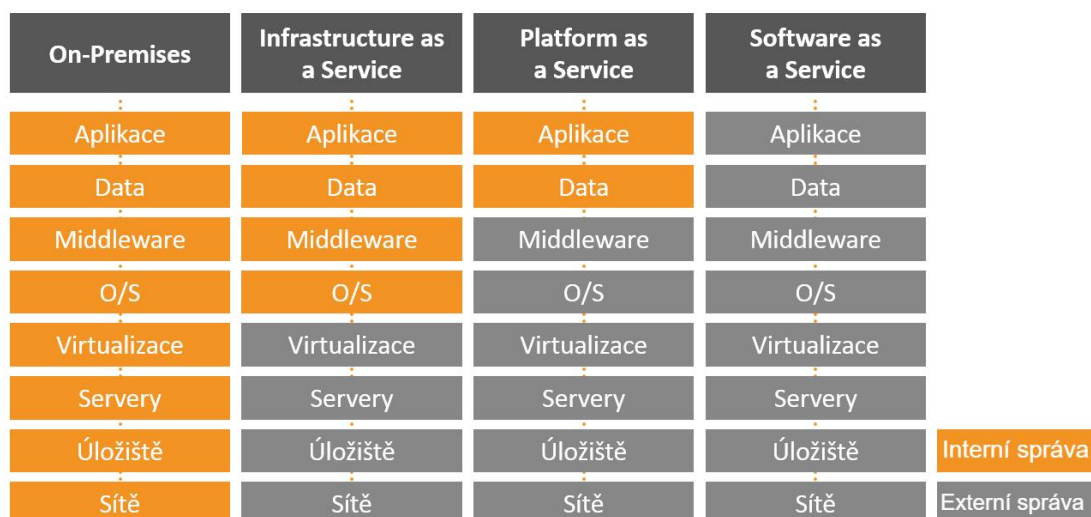 On-Premises
Infrastructure as
a Service
Platform as
a Service
Software as
a Service
Aplikace
Aplikace
Aplikace
Aplikace
Data
Data
Data
Data
Middleware
Middleware
Middleware
Middleware
O/S
O/S
O/S
O/S
Virtualizace
Virtualizace
Virtualizace
Virtualizace
Servery
Servery
Servery
Servery
Úložiště
Úložiště
Úložiště
Úložiště
Interní správa
Sítě
Sítě
Sítě
Sítě
Externí správa